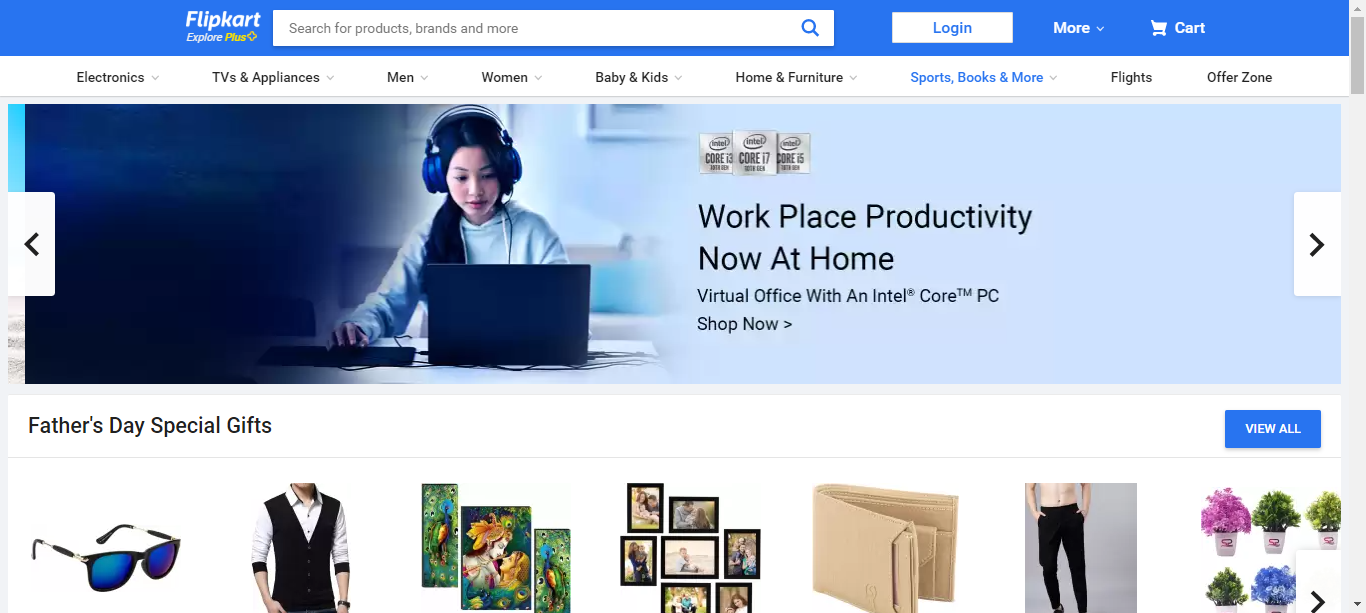 Flipkart
Explore Plus
Search for products, brands and more
Login
More
Cart
Electronics
TVs & Appliances
Men
Women
Baby & Kids
Home & Furniture
Sports, Books & More
Flights
Offer Zone
intel intel intel
CORE i3 CORE i7 CORE i5
10TH GEN 10TH GEN 10TH GEN
Work Place Productivity
Now At Home
Virtual Office With An Intel® Core™ PC
Shop Now >
Father's Day Special Gifts
VIEW ALL